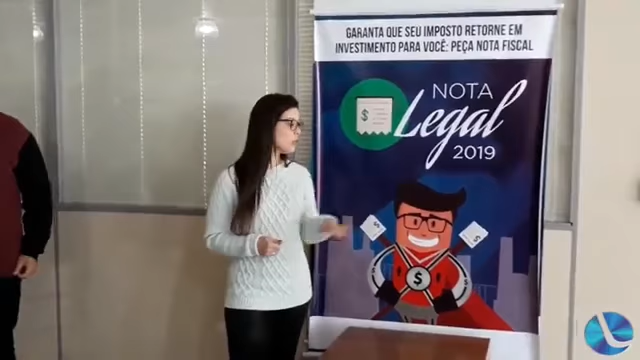 GARANTA QUE SEU IMPOSTO RETORNE EM
INVESTIMENTO PARA VOCÊ: PEÇA NOTA FISCAL
$
NOTA
Legal
2019
$
$
$